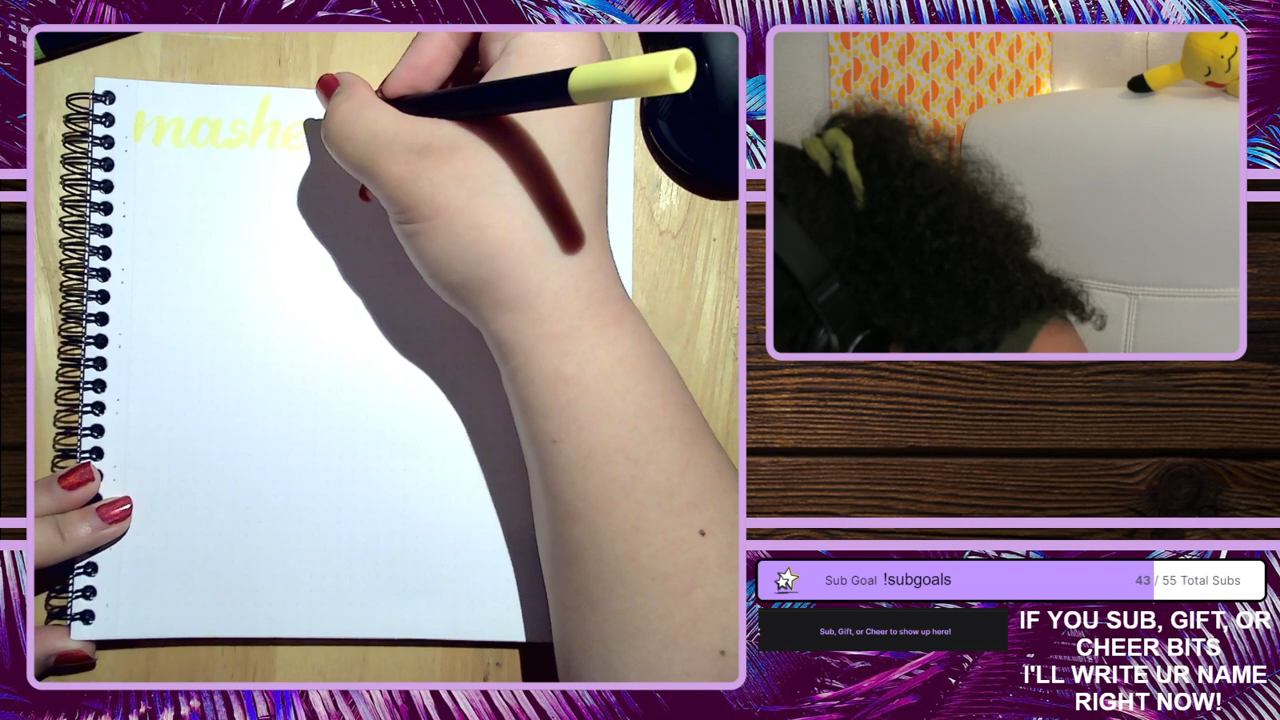 mashe
Sub Goal !subgoals 43 / 55 Total Subs
Sub, Gift, or Cheer to show up here!
IF YOU SUB, GIFT, OR
CHEER BITS
I'LL WRITE UR NAME
RIGHT NOW!